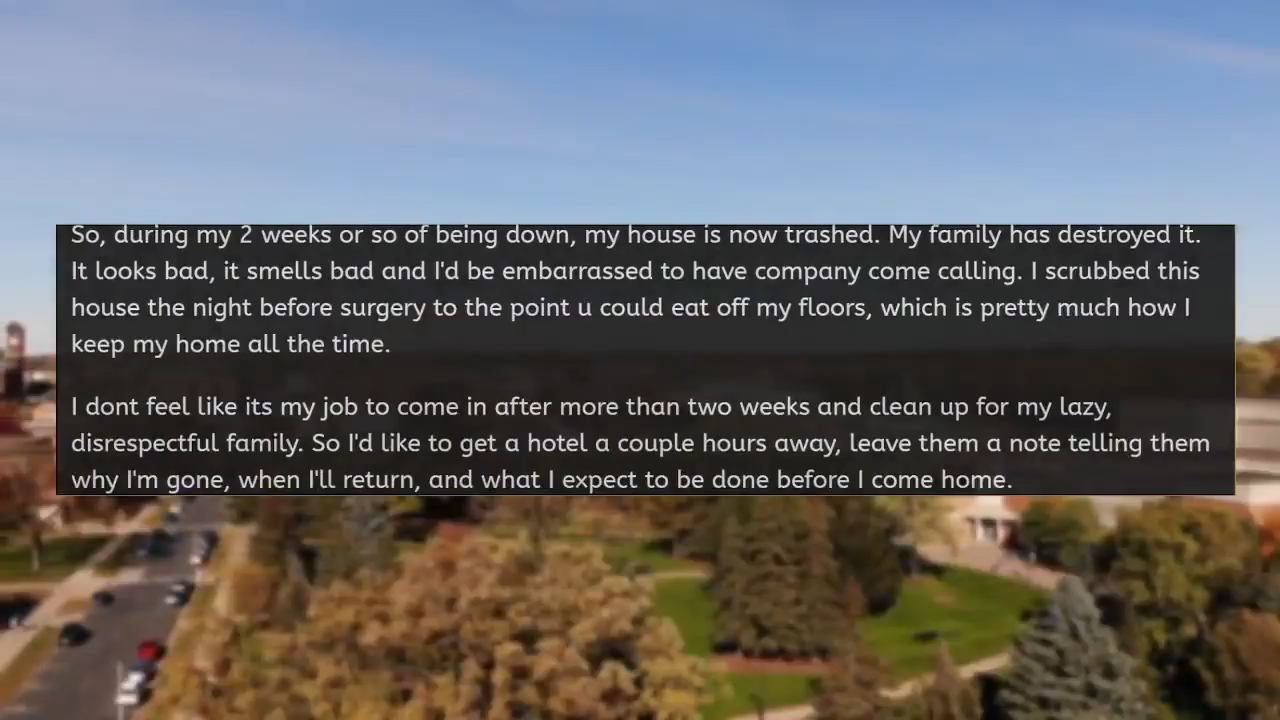 So, during my 2 weeks or so of being down, my house is now trashed. My family has destroyed it.
It looks bad, it smells bad and I'd be embarrassed to have company come calling. I scrubbed this
house the night before surgery to the point u could eat off my floors, which is pretty much how I
keep my home all the time.
I dont feel like its my job to come in after more than two weeks and clean up for my lazy,
disrespectful family. So I'd like to get a hotel a couple hours away, leave them a note telling them
why I'm gone, when I'll return, and what I expect to be done before I come home.